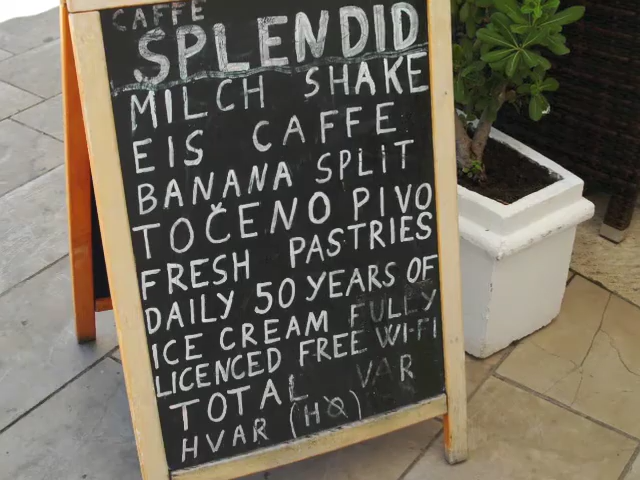 CAFFE
SPLENDID
MILCH SHAKE
EIS CAFFE
BANANA SPLIT
TOČENO PIVO
FRESH PASTRIES
DAILY 50 YEARS OF
ICE CREAM FULLY
LICENCED FREE WI-FI
TOTAL VAR
HVAR (HQ)